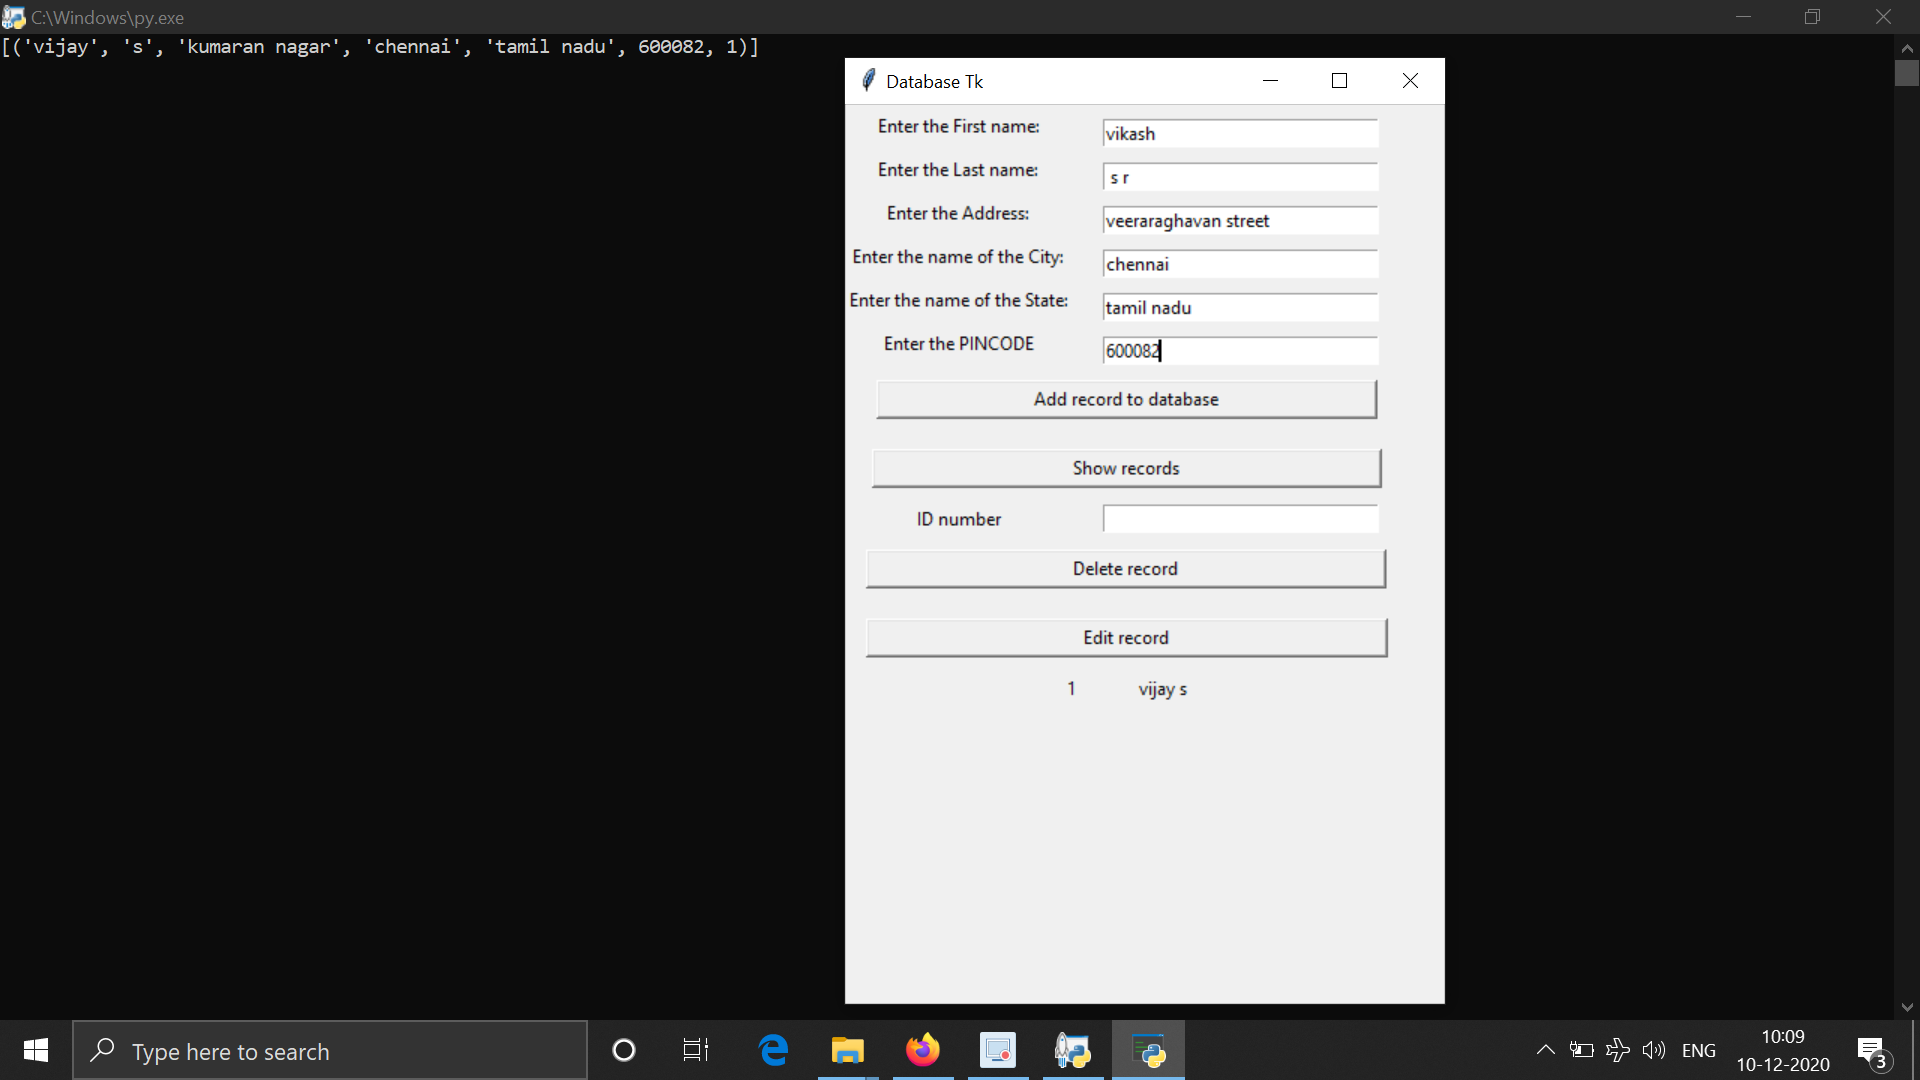 C:\Windows\py.exe
[('vijay', 's', 'kumaran nagar', 'chennai', 'tamil nadu', 600082, 1)]
Database Tk
Enter the First name: vikash
Enter the Last name: s r
Enter the Address: veeraraghavan street
Enter the name of the City: chennai
Enter the name of the State: tamil nadu
Enter the PINCODE 600082
Add record to database
Show records
ID number
Delete record
Edit record
1 vijay s
Type here to search
ENG
10:09
10-12-2020
3